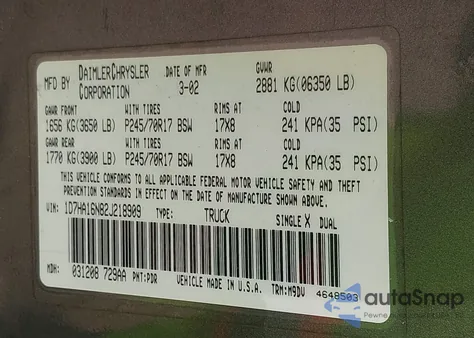 MFD BY DAIMLERCHRYSLER CORPORATION DATE OF MFR 3-02 GVWR 2881 KG(06350 LB)
GAWR FRONT WITH TIRES RIMS AT COLD
1656 KG(3650 LB) P245/70R17 BSW 17X8 241 KPA(35 PSI)
GAWR REAR WITH TIRES RIMS AT COLD
1770 KG(3900 LB) P245/70R17 BSW 17X8 241 KPA(35 PSI)
THIS VEHICLE CONFORMS TO ALL APPLICABLE FEDERAL MOTOR VEHICLE SAFETY AND THEFT
PREVENTION STANDARDS IN EFFECT ON THE DATE OF MANUFACTURE SHOWN ABOVE.
VIN: 1D7HA16N82J218909 TYPE: TRUCK SINGLE X DUAL
MDH: 031208 729AA PNT:PDR VEHICLE MADE IN U.S.A. TRM:M9DV 4648503
autoSnap